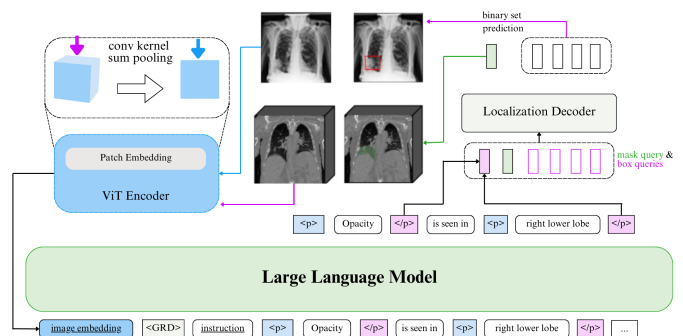 conv kernel
sum pooling
binary set
prediction
Localization Decoder
Patch Embedding
ViT Encoder
mask query &
box queries
<p> Opacity </p> is seen in <p> right lower lobe </p>
Large Language Model
image embedding <GRD> instruction <p> Opacity </p> is seen in <p> right lower lobe </p> ...